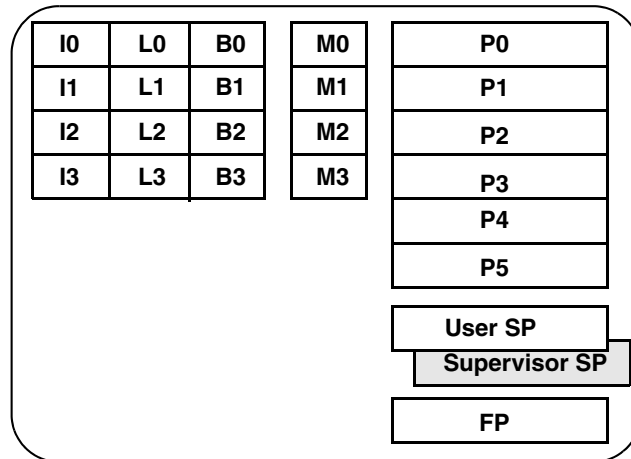 I0 L0 B0 M0 P0
I1 L1 B1 M1 P1
I2 L2 B2 M2 P2
I3 L3 B3 M3 P3
P4
P5
User SP
Supervisor SP
FP